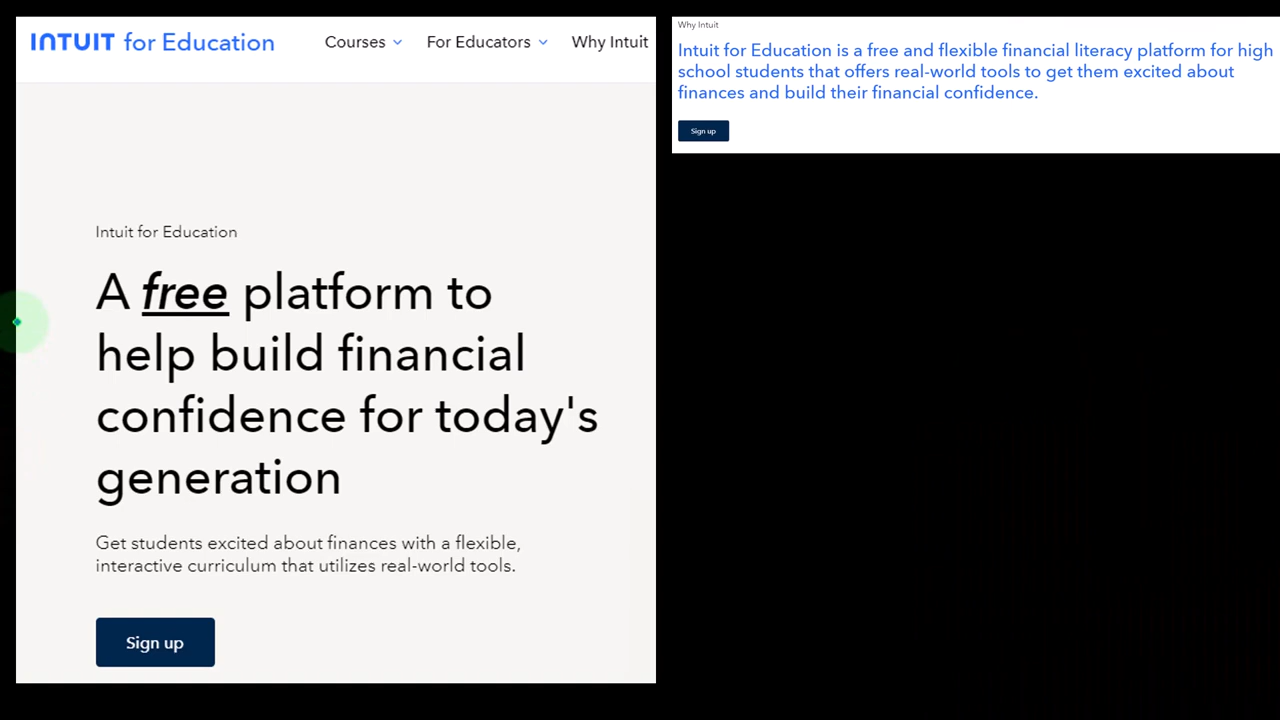 INTUIT for Education Courses For Educators Why Intuit
Intuit for Education
A free platform to
help build financial
confidence for today's
generation
Get students excited about finances with a flexible,
interactive curriculum that utilizes real-world tools.
Sign up
Why Intuit
Intuit for Education is a free and flexible financial literacy platform for high
school students that offers real-world tools to get them excited about
finances and build their financial confidence.
Sign up